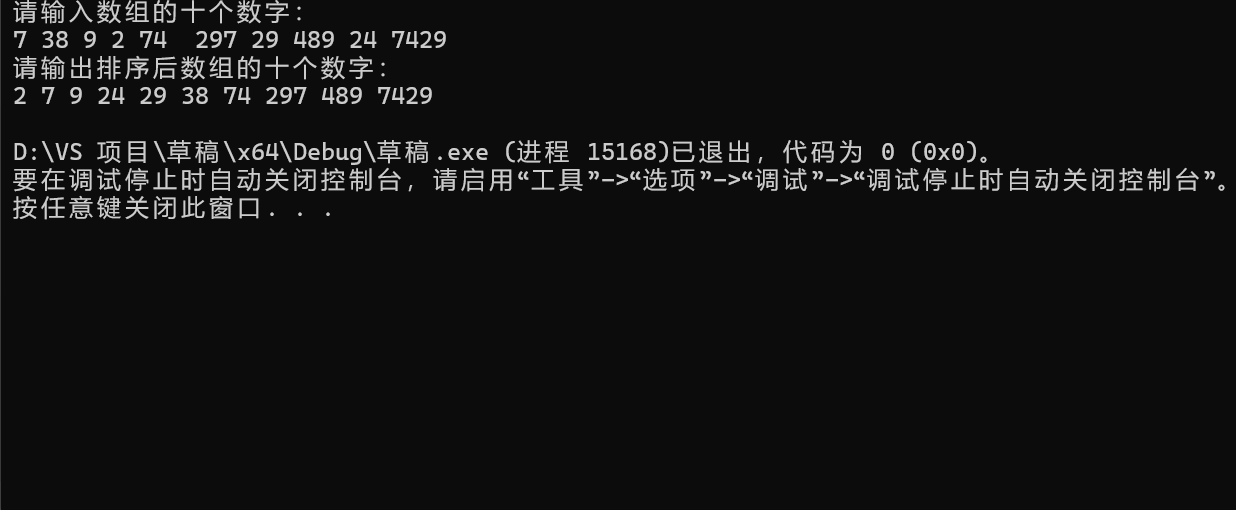 请输入数组的十个数字:
7 38 9 2 74  297 29 489 24 7429
请输出排序后数组的十个数字:
2 7 9 24 29 38 74 297 489 7429
D:\VS 项目\草稿\x64\Debug\草稿.exe (进程 15168)已退出，代码为 0 (0x0)。
要在调试停止时自动关闭控制台，请启用“工具”->“选项”->“调试”->“调试停止时自动关闭控制台”。
按任意键关闭此窗口. . .